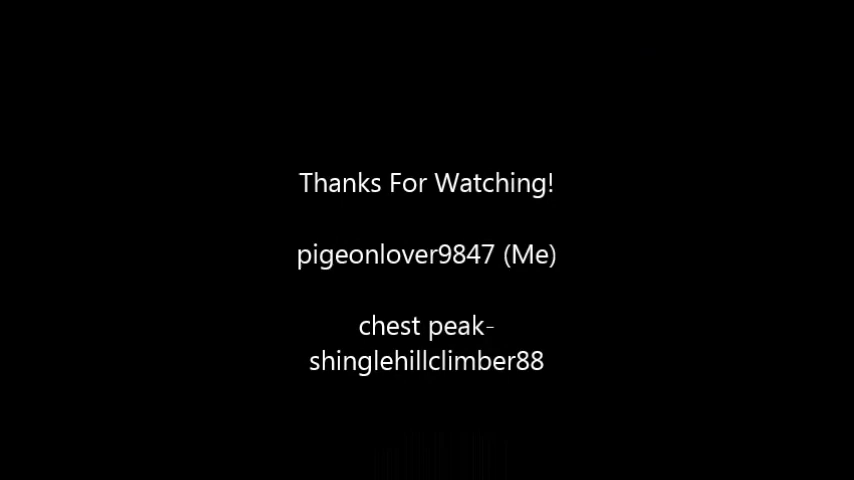 Thanks For Watching!
pigeonlover9847 (Me)
chest peak-
shinglehillclimber88